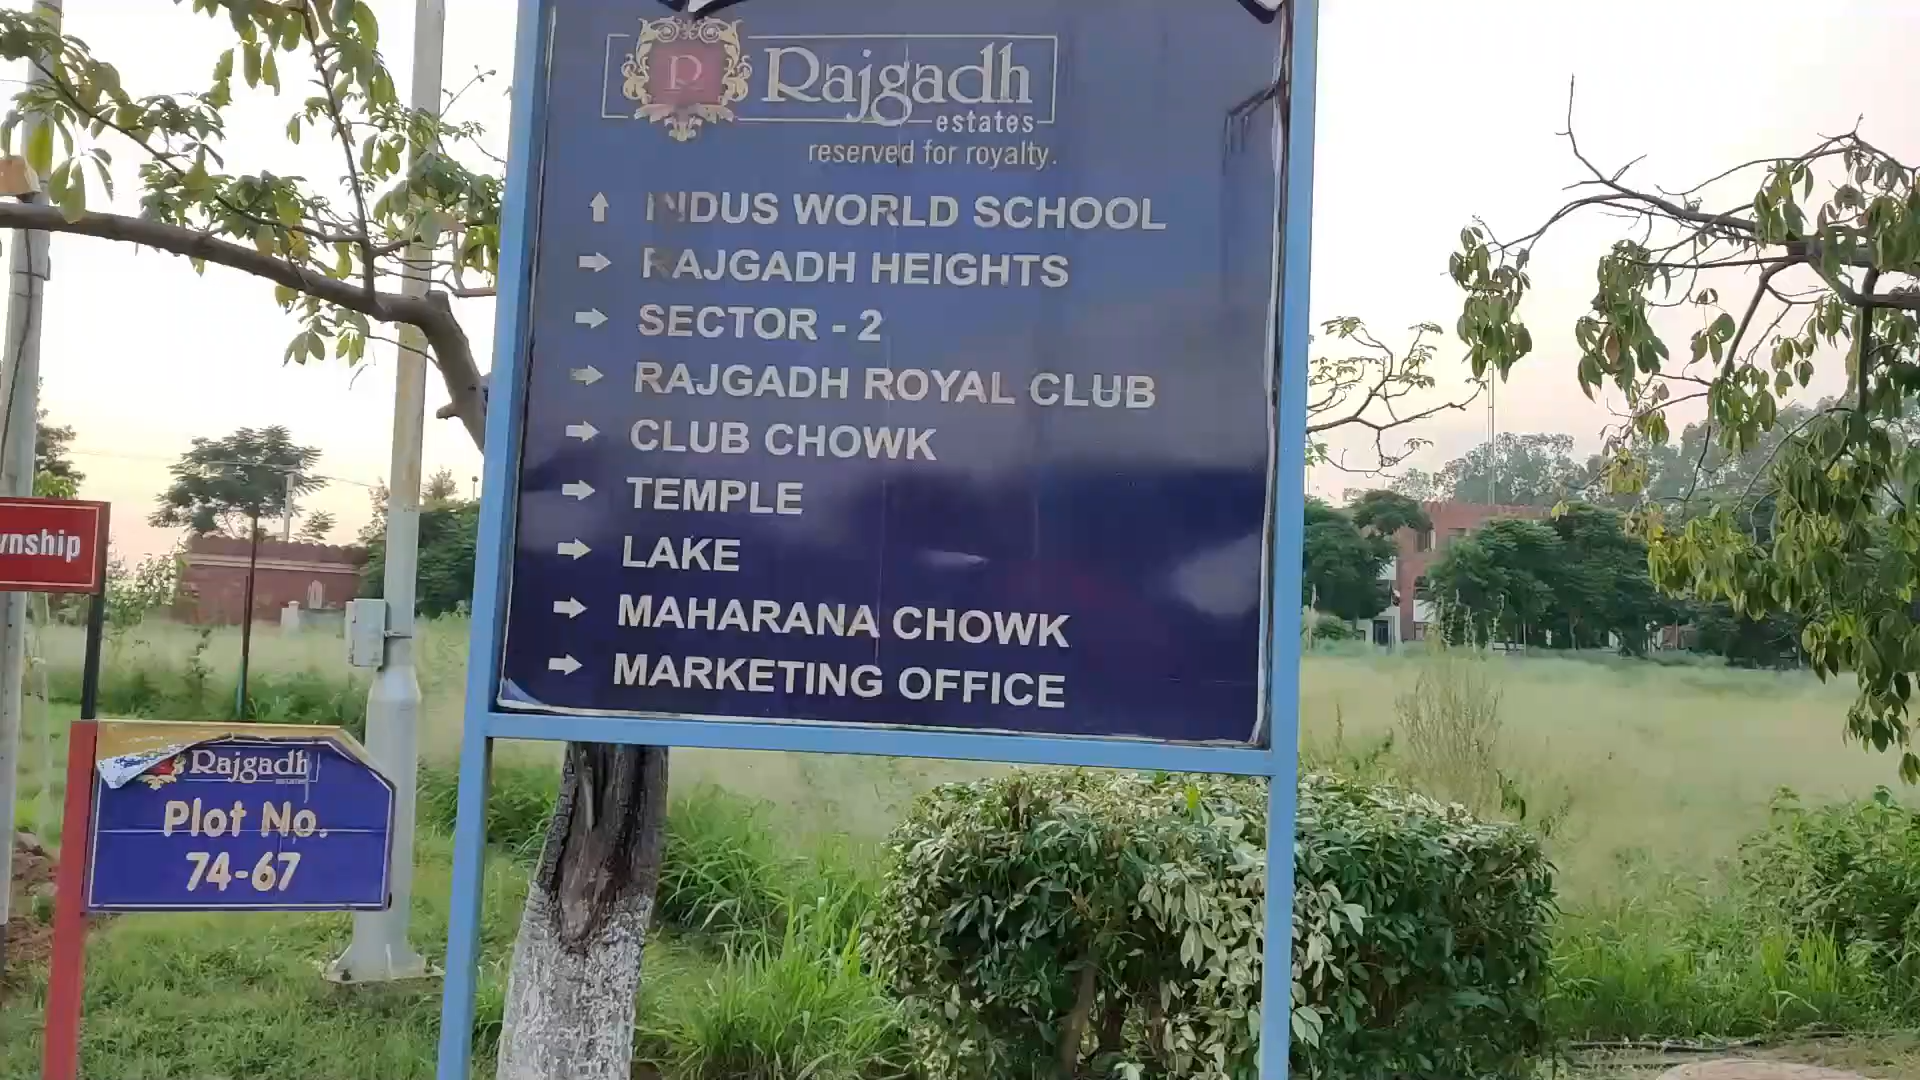 R
Rajgadh
estates
reserved for royalty.
↑ INDUS WORLD SCHOOL
→ RAJGADH HEIGHTS
→ SECTOR - 2
→ RAJGADH ROYAL CLUB
→ CLUB CHOWK
→ TEMPLE
→ LAKE
→ MAHARANA CHOWK
→ MARKETING OFFICE
wnship
Rajgadh
estates
Plot No.
74-67